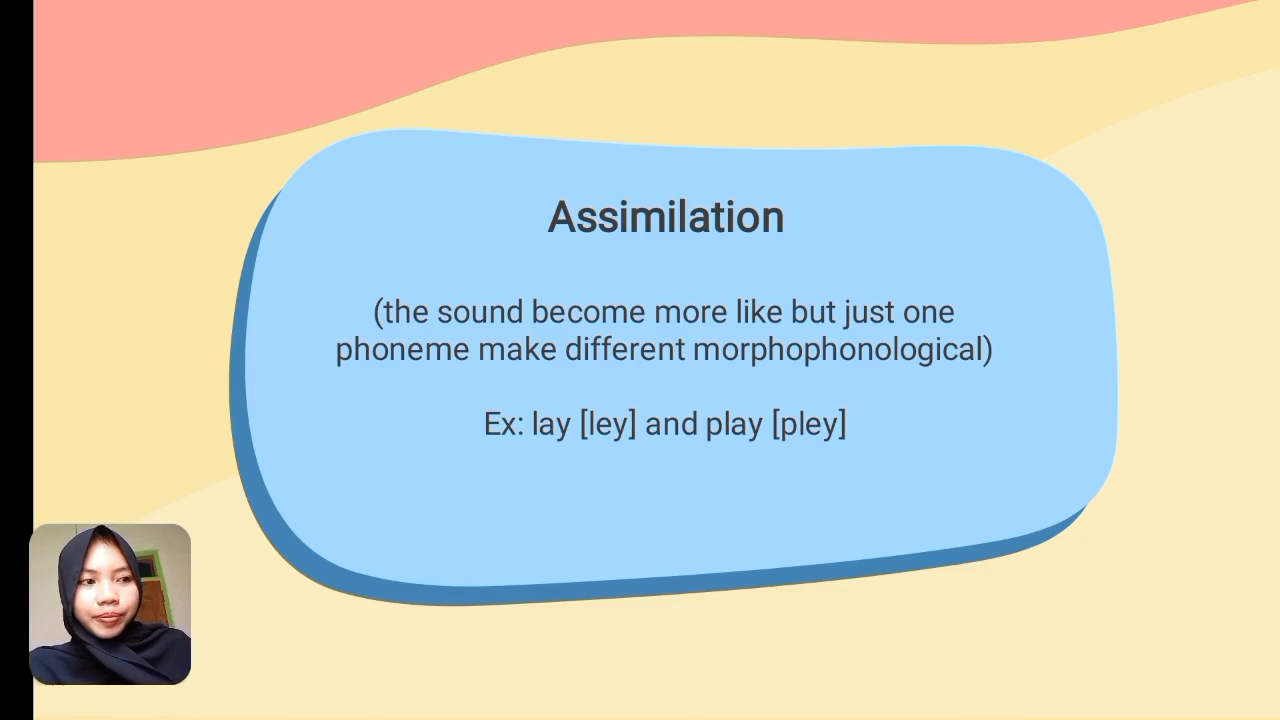 Assimilation
(the sound become more like but just one
phoneme make different morphophonological)
Ex: lay [ley] and play [pley]